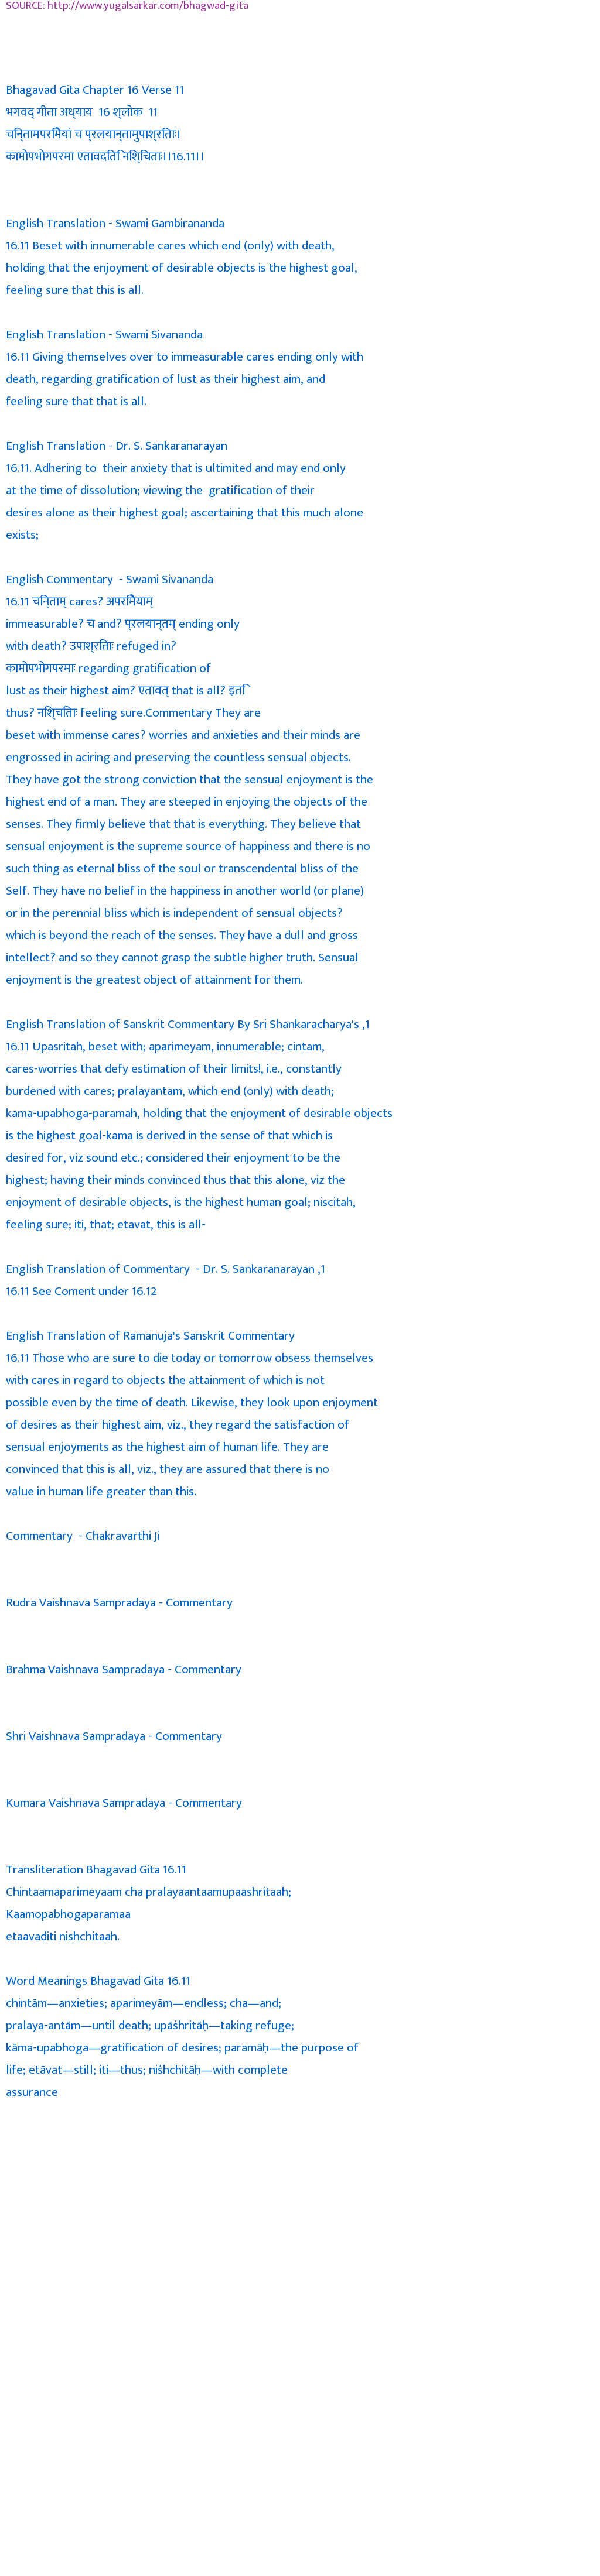 SOURCE: http://www.yugalsarkar.com/bhagwad-gita
Bhagavad Gita Chapter 16 Verse 11
भगवद् गीता अध्याय 16 श्लोक 11
चिन्तामपरिमेयां च प्रलयान्तामुपाश्रिताः।
कामोपभोगपरमा एतावदिति निश्िचताः।।16.11।।
English Translation - Swami Gambirananda
16.11 Beset with innumerable cares which end (only) with death,
holding that the enjoyment of desirable objects is the highest goal,
feeling sure that this is all.
English Translation - Swami Sivananda
16.11 Giving themselves over to immeasurable cares ending only with
death, regarding gratification of lust as their highest aim, and
feeling sure that that is all.
English Translation - Dr. S. Sankaranarayan
16.11. Adhering to their anxiety that is ultimited and may end only
at the time of dissolution; viewing the gratification of their
desires alone as their highest goal; ascertaining that this much alone
exists;
English Commentary - Swami Sivananda
16.11 चिन्ताम् cares? अपरिमेयाम्
immeasurable? च and? प्रलयान्तम् ending only
with death? उपाश्रिताः refuged in?
कामोपभोगपरमाः regarding gratification of
lust as their highest aim? एतावत् that is all? इति
thus? निश्चिताः feeling sure.Commentary They are
beset with immense cares? worries and anxieties and their minds are
engrossed in aciring and preserving the countless sensual objects.
They have got the strong conviction that the sensual enjoyment is the
highest end of a man. They are steeped in enjoying the objects of the
senses. They firmly believe that that is everything. They believe that
sensual enjoyment is the supreme source of happiness and there is no
such thing as eternal bliss of the soul or transcendental bliss of the
Self. They have no belief in the happiness in another world (or plane)
or in the perennial bliss which is independent of sensual objects?
which is beyond the reach of the senses. They have a dull and gross
intellect? and so they cannot grasp the subtle higher truth. Sensual
enjoyment is the greatest object of attainment for them.
English Translation of Sanskrit Commentary By Sri Shankaracharya's ,1
16.11 Upasritah, beset with; aparimeyam, innumerable; cintam,
cares-worries that defy estimation of their limits!, i.e., constantly
burdened with cares; pralayantam, which end (only) with death;
kama-upabhoga-paramah, holding that the enjoyment of desirable objects
is the highest goal-kama is derived in the sense of that which is
desired for, viz sound etc.; considered their enjoyment to be the
highest; having their minds convinced thus that this alone, viz the
enjoyment of desirable objects, is the highest human goal; niscitah,
feeling sure; iti, that; etavat, this is all-
English Translation of Commentary - Dr. S. Sankaranarayan ,1
16.11 See Coment under 16.12
English Translation of Ramanuja's Sanskrit Commentary
16.11 Those who are sure to die today or tomorrow obsess themselves
with cares in regard to objects the attainment of which is not
possible even by the time of death. Likewise, they look upon enjoyment
of desires as their highest aim, viz., they regard the satisfaction of
sensual enjoyments as the highest aim of human life. They are
convinced that this is all, viz., they are assured that there is no
value in human life greater than this.
Commentary - Chakravarthi Ji
Rudra Vaishnava Sampradaya - Commentary
Brahma Vaishnava Sampradaya - Commentary
Shri Vaishnava Sampradaya - Commentary
Kumara Vaishnava Sampradaya - Commentary
Transliteration Bhagavad Gita 16.11
Chintaamaparimeyaam cha pralayaantaamupaashritaah;
Kaamopabhogaparamaa
etaavaditi nishchitaah.
Word Meanings Bhagavad Gita 16.11
chintām—anxieties; aparimeyām—endless; cha—and;
pralaya-antām—until death; upāśhritāḥ—taking refuge;
kāma-upabhoga—gratification of desires; paramāḥ—the purpose of
life; etāvat—still; iti—thus; niśhchitāḥ—with complete
assurance